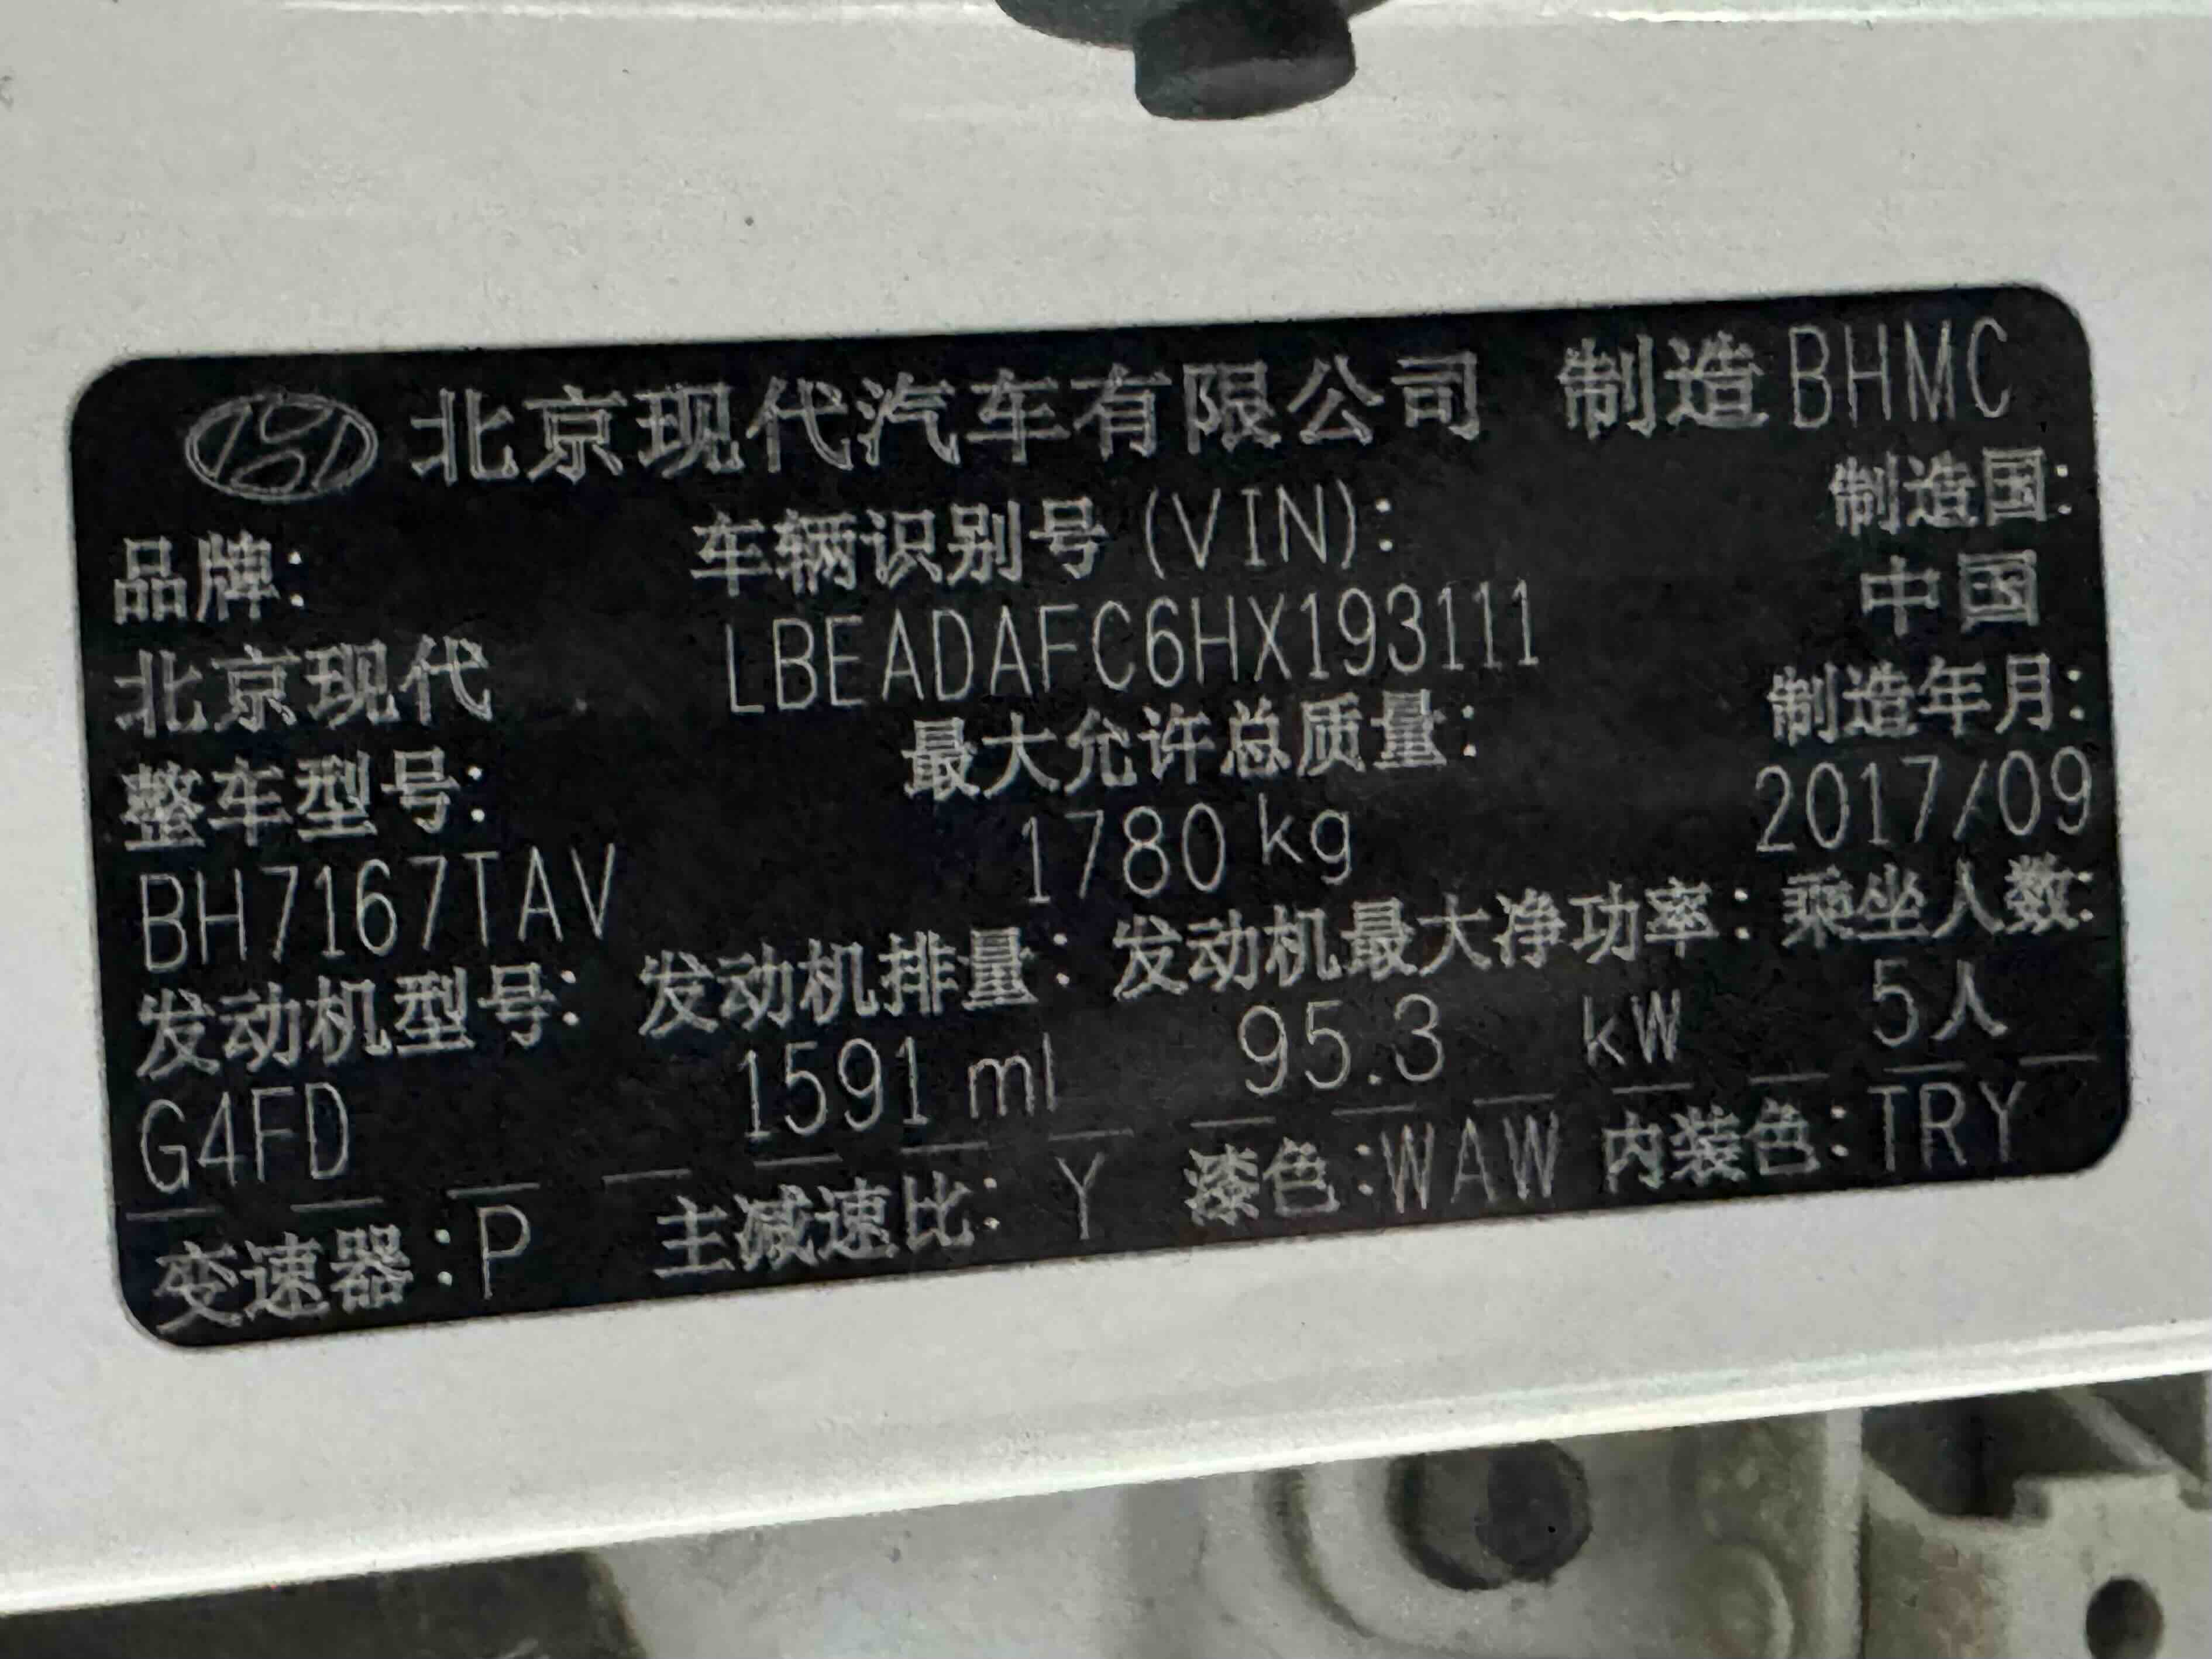 北京现代汽车有限公司 制造 BHMC
品牌: 车辆识别号 (VIN): 制造国:
北京现代 LBEADAFC6HX193111 中国
整车型号: 最大允许总质量: 制造年月:
BH7167TAV 1780 kg 2017/09
发动机型号: 发动机排量: 发动机最大净功率: 乘坐人数:
G4FD 1591 ml 95.3 kW 5人
变速器:P 主减速比: Y 漆色:WAW 内装色:TRY